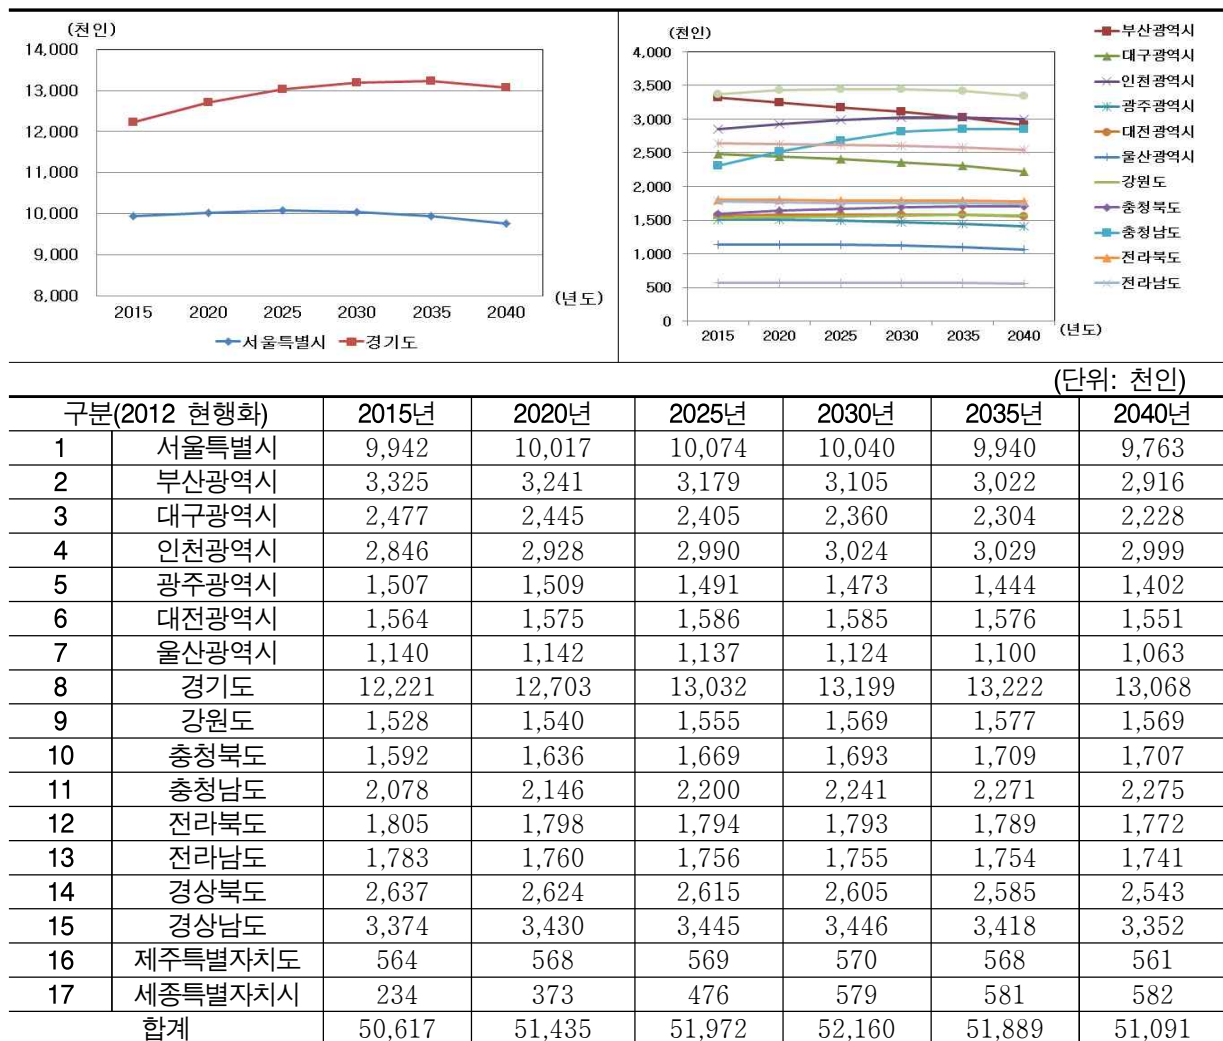 (천인)
14,000
13,000
12,000
11,000
10,000
9,000
8,000
2015 2020 2025 2030 2035 2040
(년도)
서울특별시 경기도
(천인)
4,000
3,500
3,000
2,500
2,000
1,500
1,000
500
0
2015 2020 2025 2030 2035 2040
(년도)
부산광역시
대구광역시
인천광역시
광주광역시
대전광역시
울산광역시
강원도
충청북도
충청남도
전라북도
전라남도
(단위: 천인)
구분(2012 현행화) 2015년 2020년 2025년 2030년 2035년 2040년
1 서울특별시 9,942 10,017 10,074 10,040 9,940 9,763
2 부산광역시 3,325 3,241 3,179 3,105 3,022 2,916
3 대구광역시 2,477 2,445 2,405 2,360 2,304 2,228
4 인천광역시 2,846 2,928 2,990 3,024 3,029 2,999
5 광주광역시 1,507 1,509 1,491 1,473 1,444 1,402
6 대전광역시 1,564 1,575 1,586 1,585 1,576 1,551
7 울산광역시 1,140 1,142 1,137 1,124 1,100 1,063
8 경기도 12,221 12,703 13,032 13,199 13,222 13,068
9 강원도 1,528 1,540 1,555 1,569 1,577 1,569
10 충청북도 1,592 1,636 1,669 1,693 1,709 1,707
11 충청남도 2,078 2,146 2,200 2,241 2,271 2,275
12 전라북도 1,805 1,798 1,794 1,793 1,789 1,772
13 전라남도 1,783 1,760 1,756 1,755 1,754 1,741
14 경상북도 2,637 2,624 2,615 2,605 2,585 2,543
15 경상남도 3,374 3,430 3,445 3,446 3,418 3,352
16 제주특별자치도 564 568 569 570 568 561
17 세종특별자치시 234 373 476 579 581 582
합계 50,617 51,435 51,972 52,160 51,889 51,091